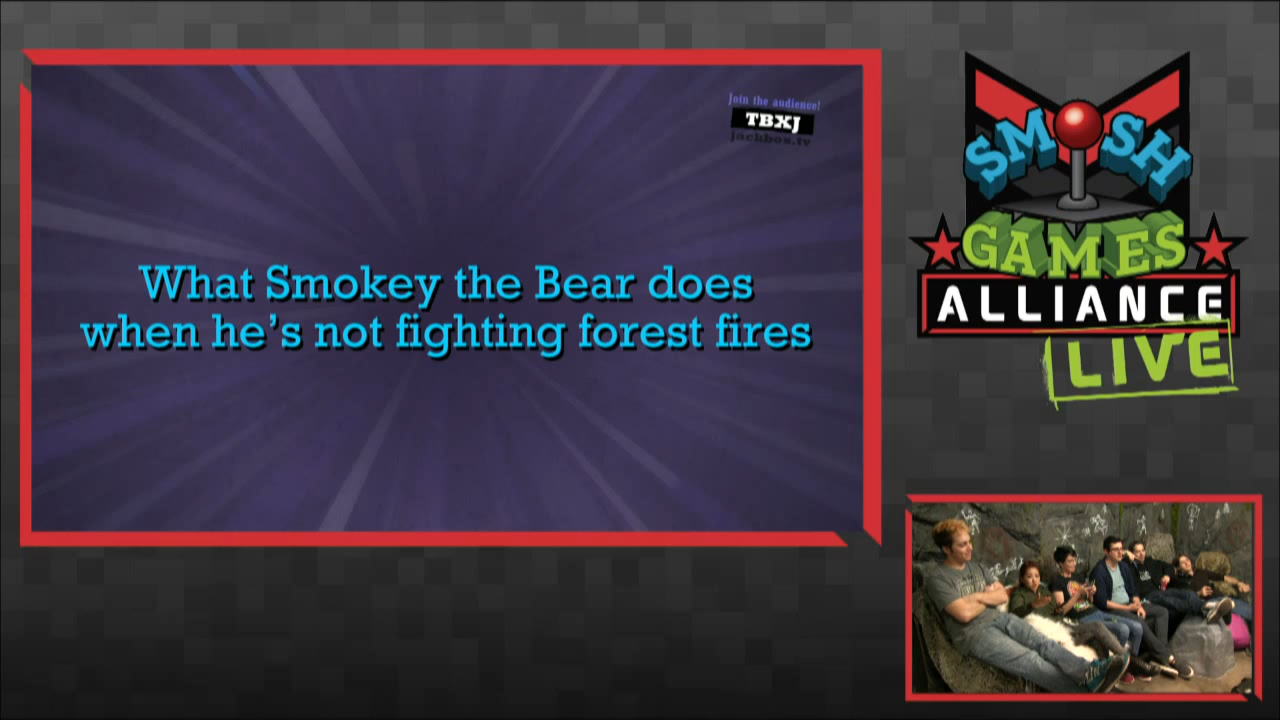 Join the audience!
TBXJ
jackbox.tv
What Smokey the Bear does
when he's not fighting forest fires
SMOSH
GAMES
ALLIANCE
LIVE